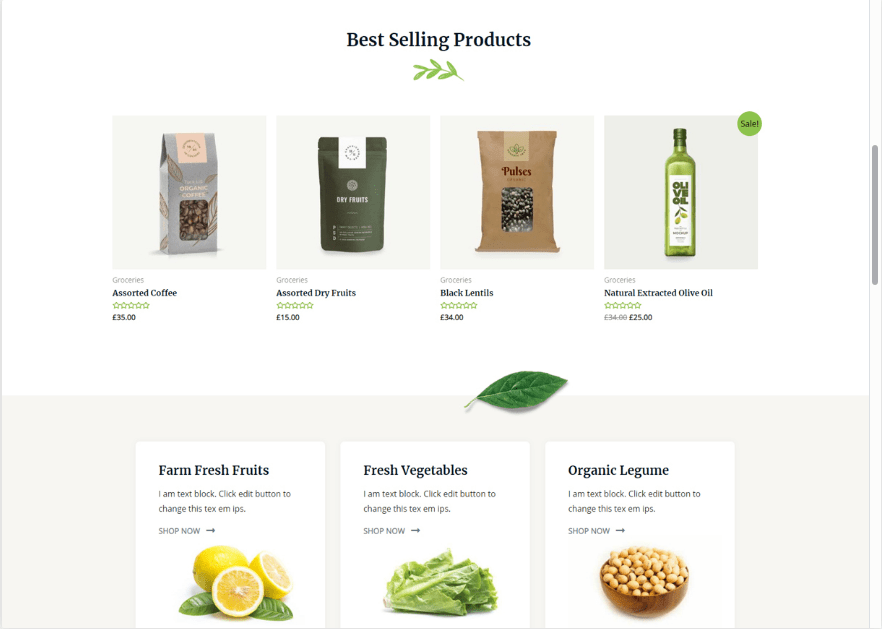 Best Selling Products
Sale!
ORGANIC
COFFEE
DRY FRUITS
Pulses
ORGANIC
OLI
VE
OIL
Groceries
Assorted Coffee
£35.00
Groceries
Assorted Dry Fruits
£15.00
Groceries
Black Lentils
£34.00
Groceries
Natural Extracted Olive Oil
£34.00 £25.00
Farm Fresh Fruits
I am text block. Click edit button to
change this tex em ips.
SHOP NOW
Fresh Vegetables
I am text block. Click edit button to
change this tex em ips.
SHOP NOW
Organic Legume
I am text block. Click edit button to
change this tex em ips.
SHOP NOW